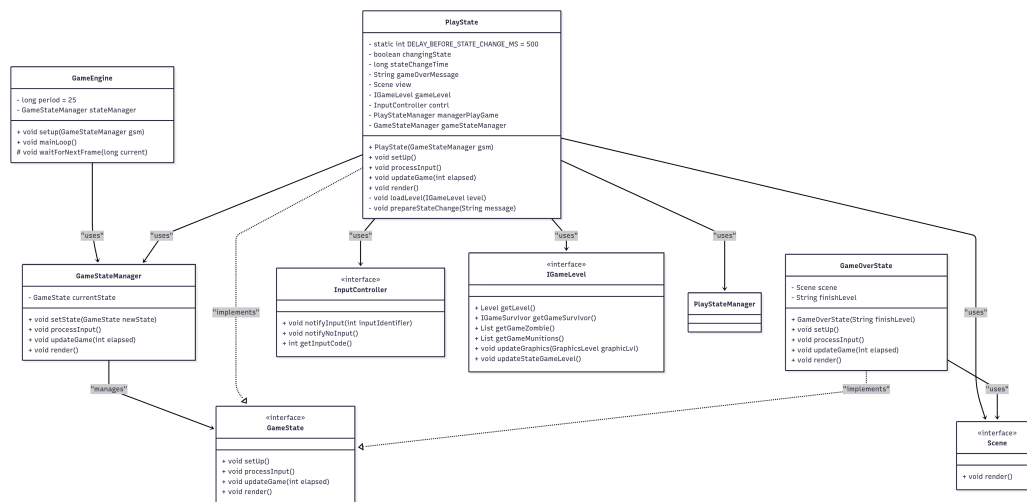 PlayState
- static int DELAY_BEFORE_STATE_CHANGE_MS = 500
- boolean changingState
- long stateChangeTime
- String gameOverMessage
- Scene view
- IGameLevel gameLevel
- InputController contrl
- PlayStateManager managerPlayGame
- GameStateManager gameStateManager
+ PlayState(GameStateManager gsm)
+ void setUp()
+ void processInput()
+ void updateGame(int elapsed)
+ void render()
- void loadLevel(IGameLevel level)
- void prepareStateChange(String message)
GameEngine
- long period = 25
- GameStateManager stateManager
+ void setup(GameStateManager gsm)
+ void mainLoop()
# void waitForNextFrame(long current)
"uses"
"uses"
"uses"
"uses"
"uses"
GameStateManager
- GameState currentState
+ void setState(GameState newState)
+ void processInput()
+ void updateGame(int elapsed)
+ void render()
"implements"
«interface»
InputController
+ void notifyInput(int inputIdentifier)
+ void notifyNoInput()
+ int getInputCode()
«interface»
IGameLevel
+ Level getLevel()
+ IGameSurvivor getGameSurvivor()
+ List getGameZombie()
+ List getGameMunitions()
+ void updateGraphics(GraphicsLevel graphicLvl)
+ void updateStateGameLevel()
PlayStateManager
GameOverState
- Scene scene
- String finishLevel
+ GameOverState(String finishLevel)
+ void setUp()
+ void processInput()
+ void updateGame(int elapsed)
+ void render()
"uses"
"manages"
"implements"
"uses"
«interface»
GameState
+ void setUp()
+ void processInput()
+ void updateGame(int elapsed)
+ void render()
«interface»
Scene
+ void render()